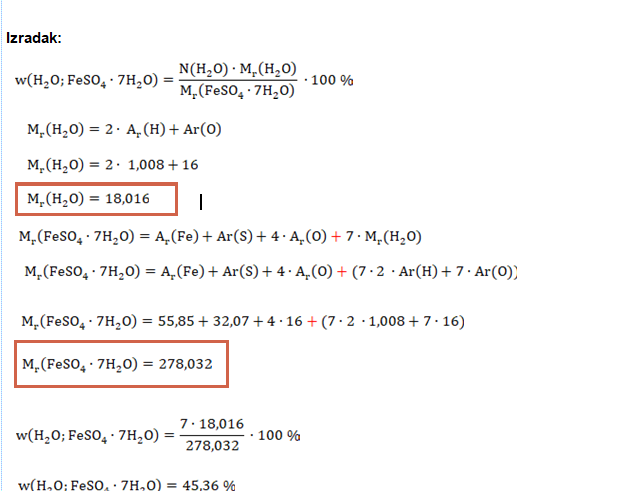 Izradak:
w(H₂O; FeSO₄ · 7H₂O) = N(H₂O) · Mᵣ(H₂O) / Mᵣ(FeSO₄ · 7H₂O) · 100 %
Mᵣ(H₂O) = 2 · Aᵣ(H) + Ar(O)
Mᵣ(H₂O) = 2 · 1,008 + 16
Mᵣ(H₂O) = 18,016
Mᵣ(FeSO₄ · 7H₂O) = Aᵣ(Fe) + Ar(S) + 4 · Aᵣ(O) + 7 · Mᵣ(H₂O)
Mᵣ(FeSO₄ · 7H₂O) = Aᵣ(Fe) + Ar(S) + 4 · Aᵣ(O) + (7 · 2 · Ar(H) + 7 · Ar(O))
Mᵣ(FeSO₄ · 7H₂O) = 55,85 + 32,07 + 4 · 16 + (7 · 2 · 1,008 + 7 · 16)
Mᵣ(FeSO₄ · 7H₂O) = 278,032
w(H₂O; FeSO₄ · 7H₂O) = 7 · 18,016 / 278,032 · 100 %
w(H₂O; FeSO₄ · 7H₂O) = 45,36 %